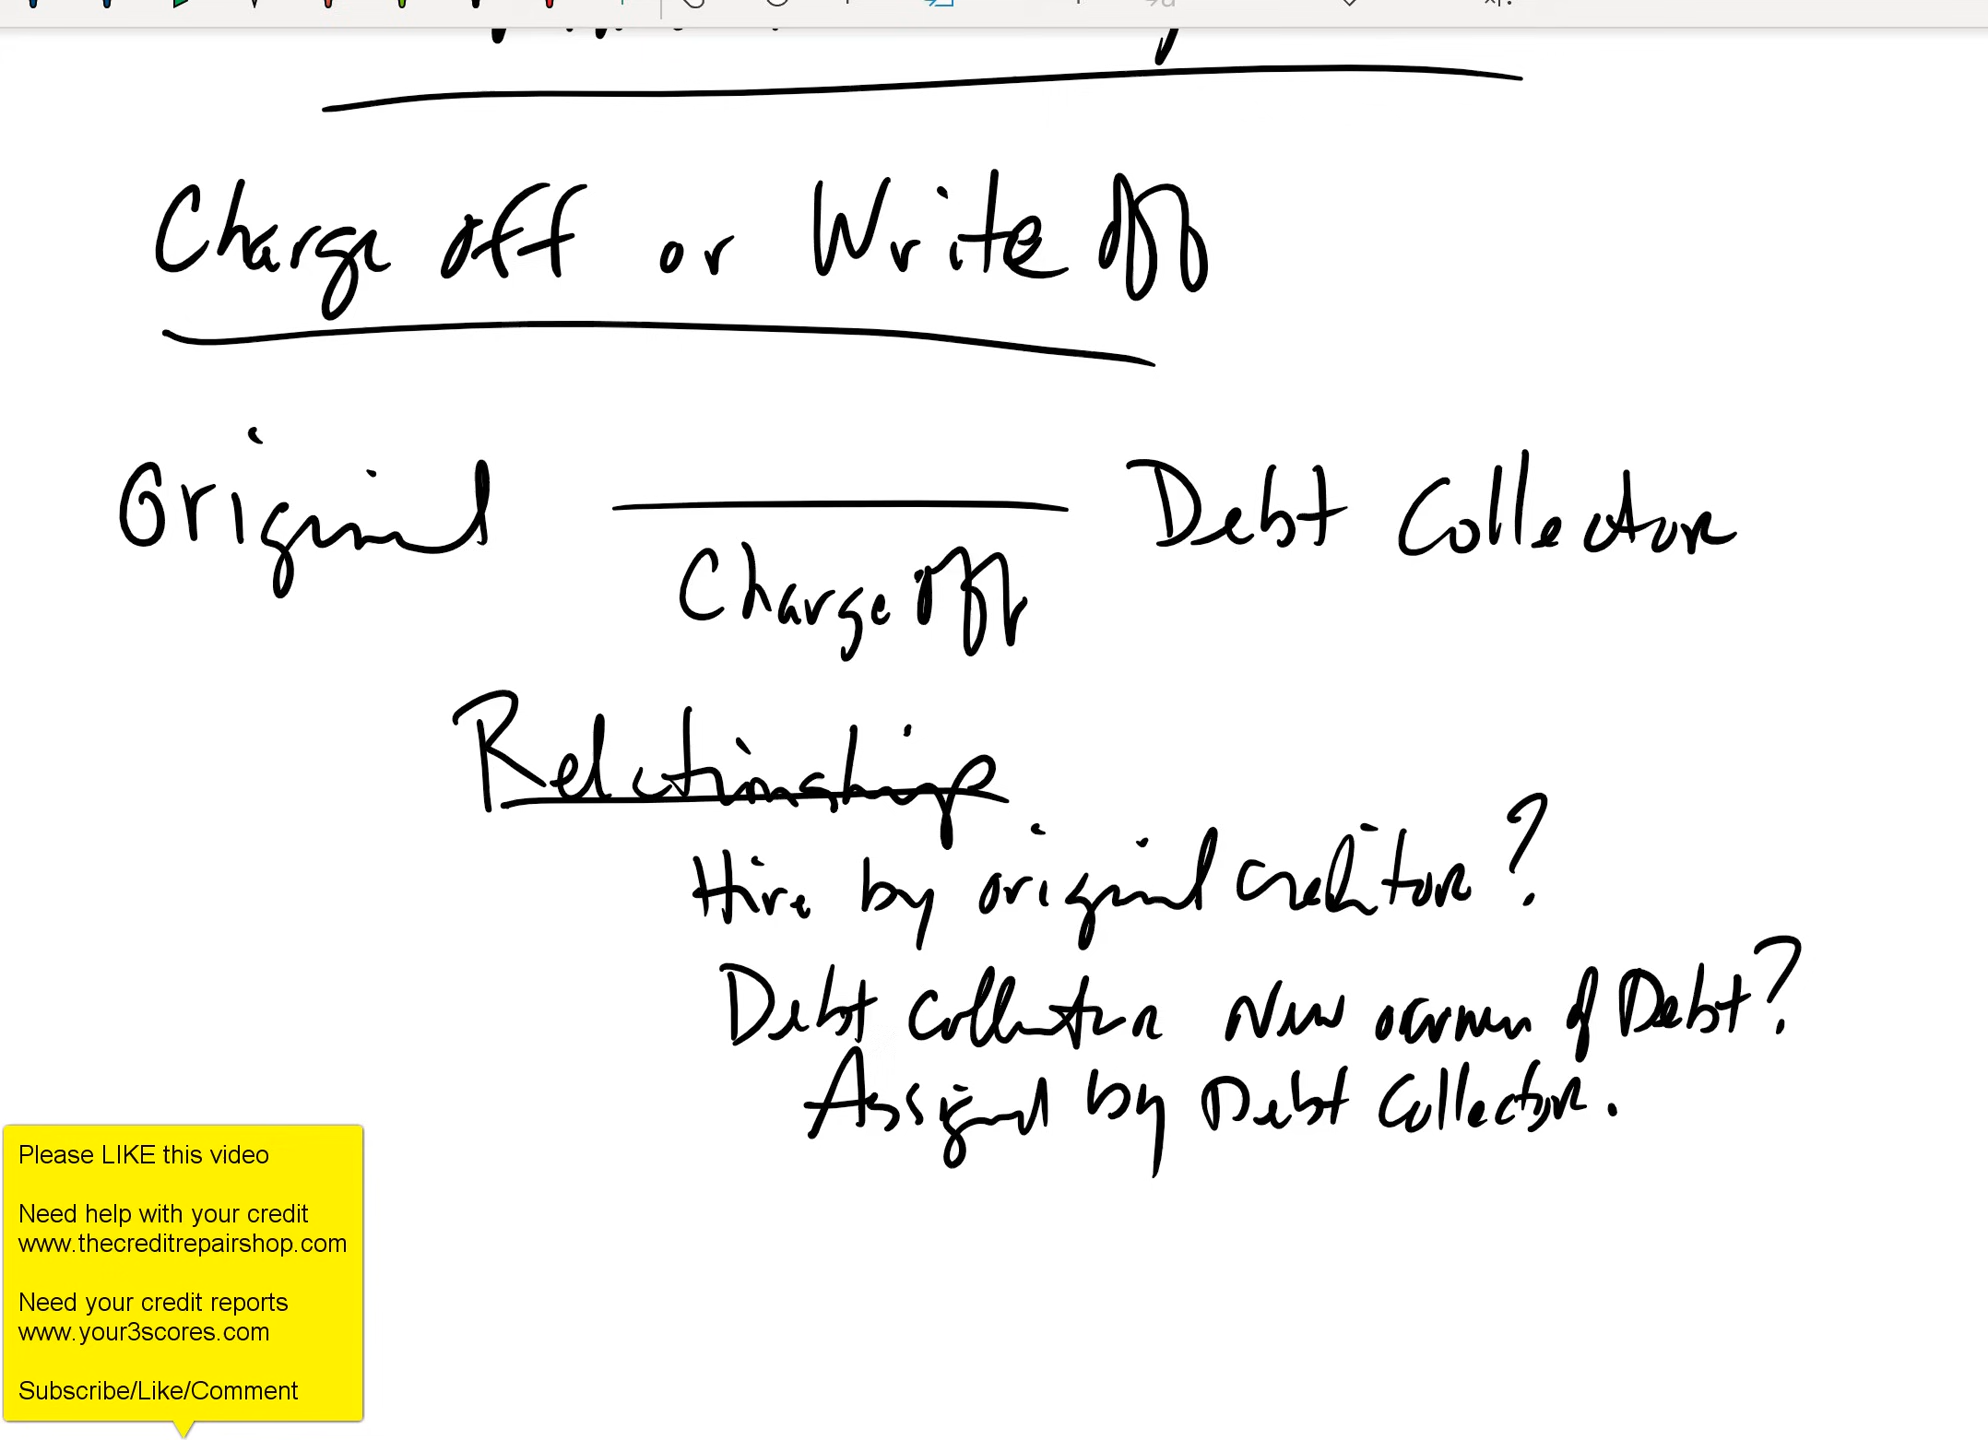 Charge off or Write off
Original Debt Collector
Charge off
Relationship
Hire by original creditor?
Debt collector New owner of Debt?
Assigned by Debt Collector.
Please LIKE this video
Need help with your credit
www.thecreditrepairshop.com
Need your credit reports
www.your3scores.com
Subscribe/Like/Comment